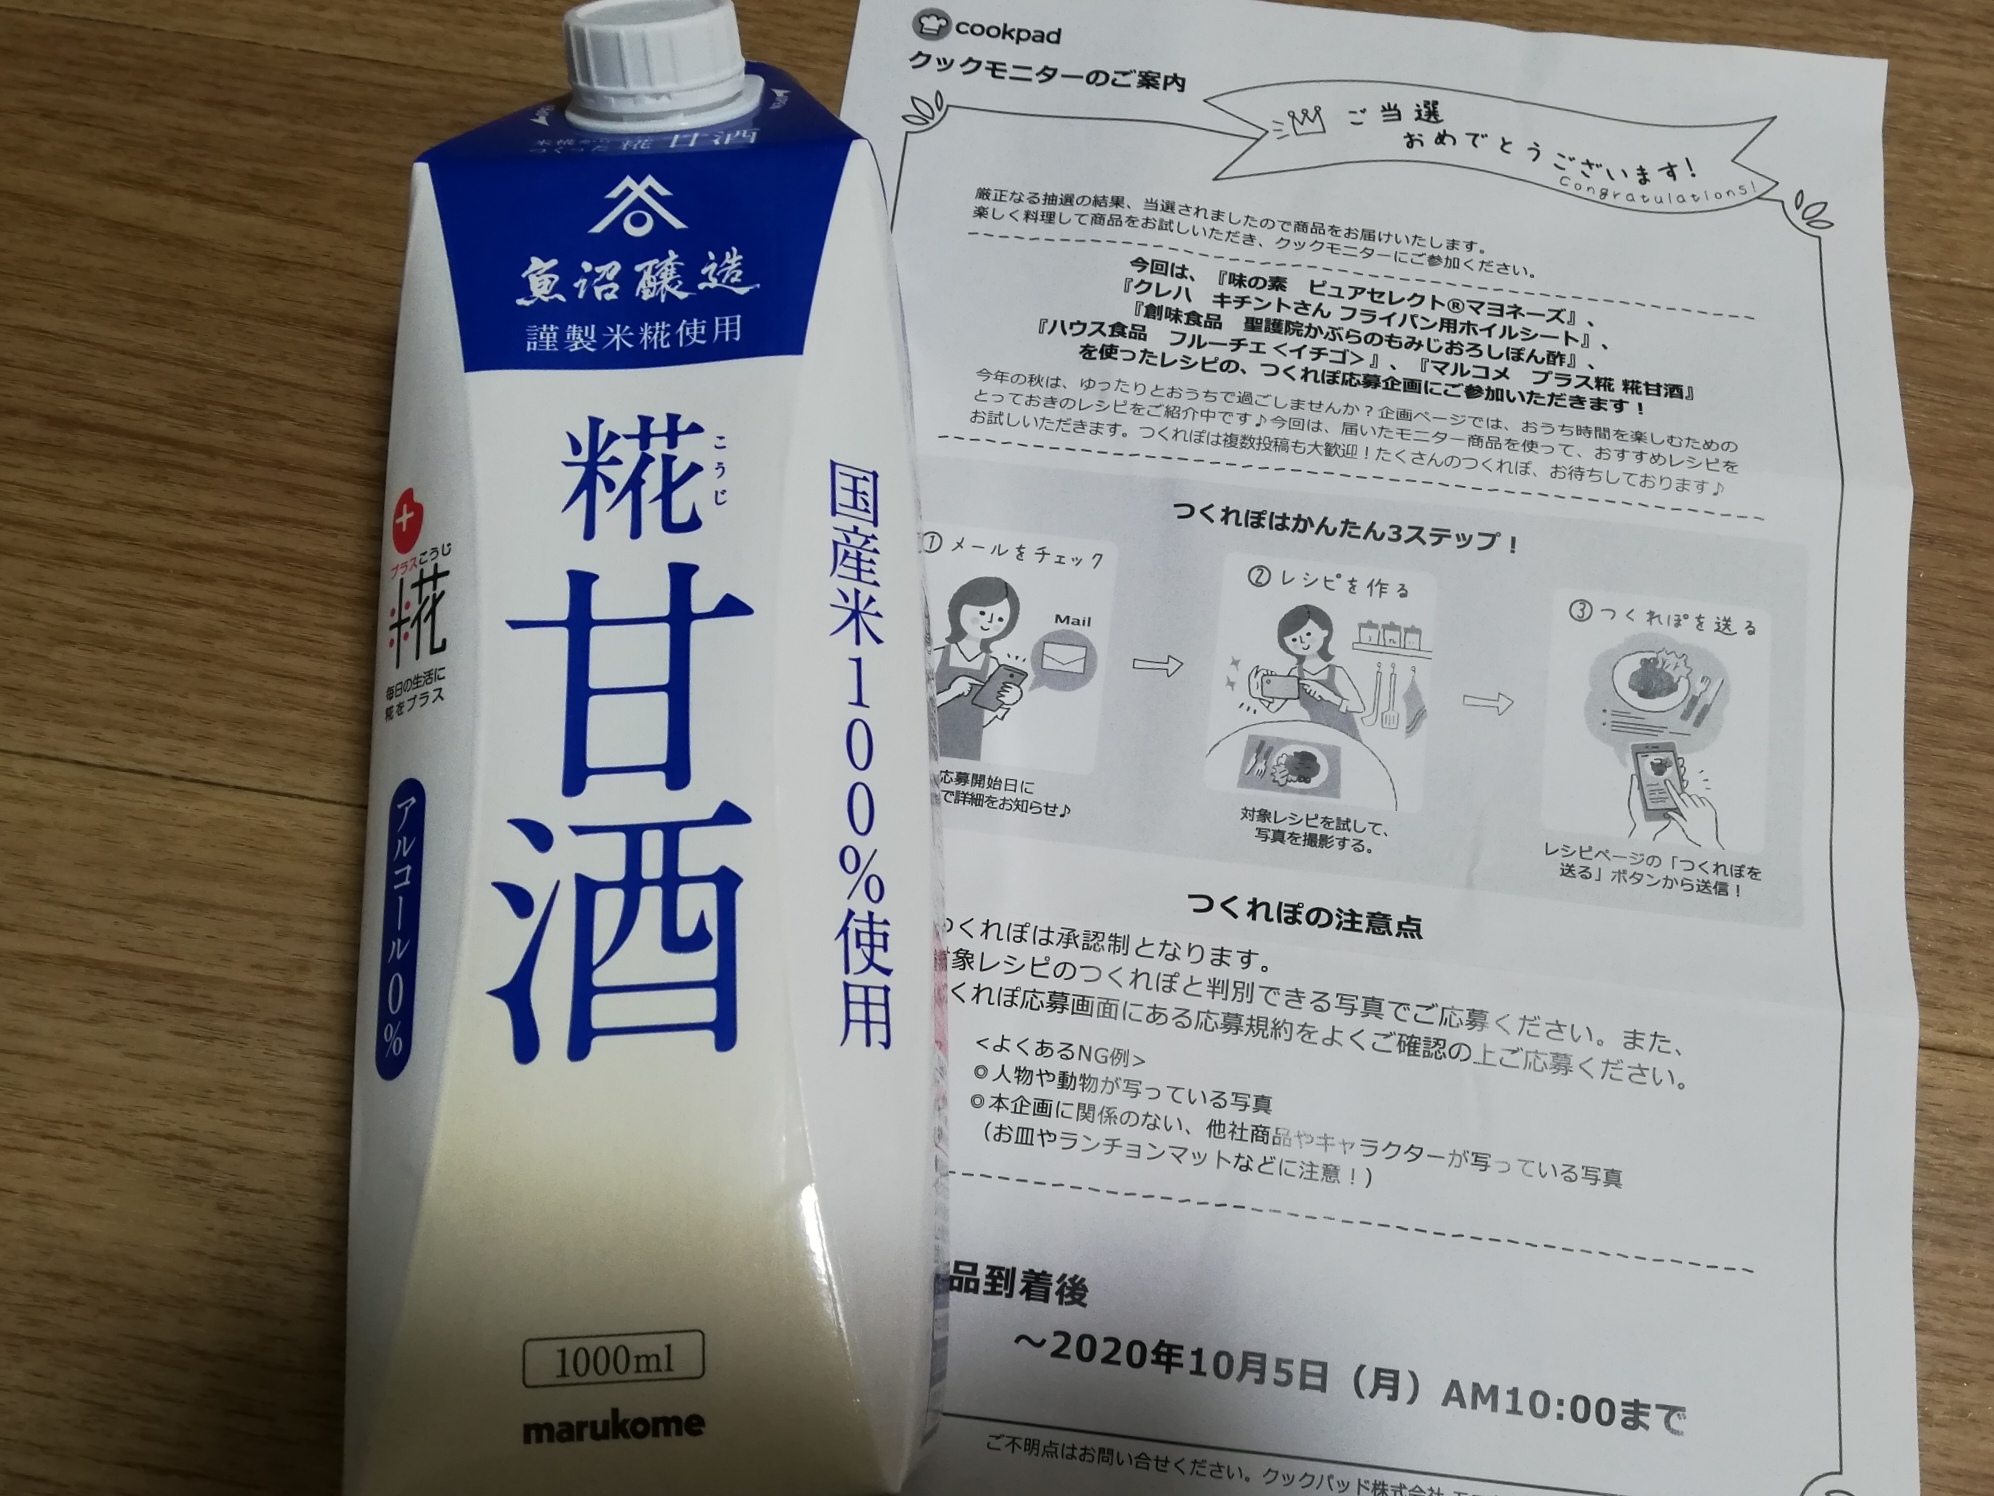 米糀から
つくった 糀甘酒
魚沼醸造
謹製米糀使用
糀
こうじ
甘酒
国産米100%使用
プラスこうじ
糀
毎日の生活に
糀をプラス
アルコール0%
1000ml
marukome
cookpad
クックモニターのご案内
ご当選
おめでとうございます!
Congratulations!
厳正なる抽選の結果、当選されましたので商品をお届けいたします。
楽しく料理して商品をお試しいただき、クックモニターにご参加ください。
今回は、『味の素 ピュアセレクト®マヨネーズ』、
『クレハ キチントさん フライパン用ホイルシート』、
『創味食品 聖護院かぶらのもみじおろしぽん酢』、
『ハウス食品 フルーチェ<イチゴ>』、『マルコメ プラス糀 糀甘酒』
を使ったレシピの、つくれぽ応募企画にご参加いただきます!
今年の秋は、ゆったりとおうちで過ごしませんか?企画ページでは、おうち時間を楽しむための
とっておきのレシピをご紹介中です♪今回は、届いたモニター商品を使って、おすすめレシピを
お試しいただきます。つくれぽは複数投稿も大歓迎!たくさんのつくれぽ、お待ちしております♪
つくれぽはかんたん3ステップ!
①メールをチェック
Mail
応募開始日に
で詳細をお知らせ♪
②レシピを作る
対象レシピを試して、
写真を撮影する。
③つくれぽを送る
レシピページの「つくれぽを
送る」ボタンから送信!
つくれぽの注意点
つくれぽは承認制となります。
象レシピのつくれぽと判別できる写真でご応募ください。また、
くれぽ応募画面にある応募規約をよくご確認の上ご応募ください。
<よくあるNG例>
◎人物や動物が写っている写真
◎本企画に関係のない、他社商品やキャラクターが写っている写真
(お皿やランチョンマットなどに注意!)
品到着後
～2020年10月5日(月)AM10:00まで
ご不明点はお問い合せください。クックパッド株式会社